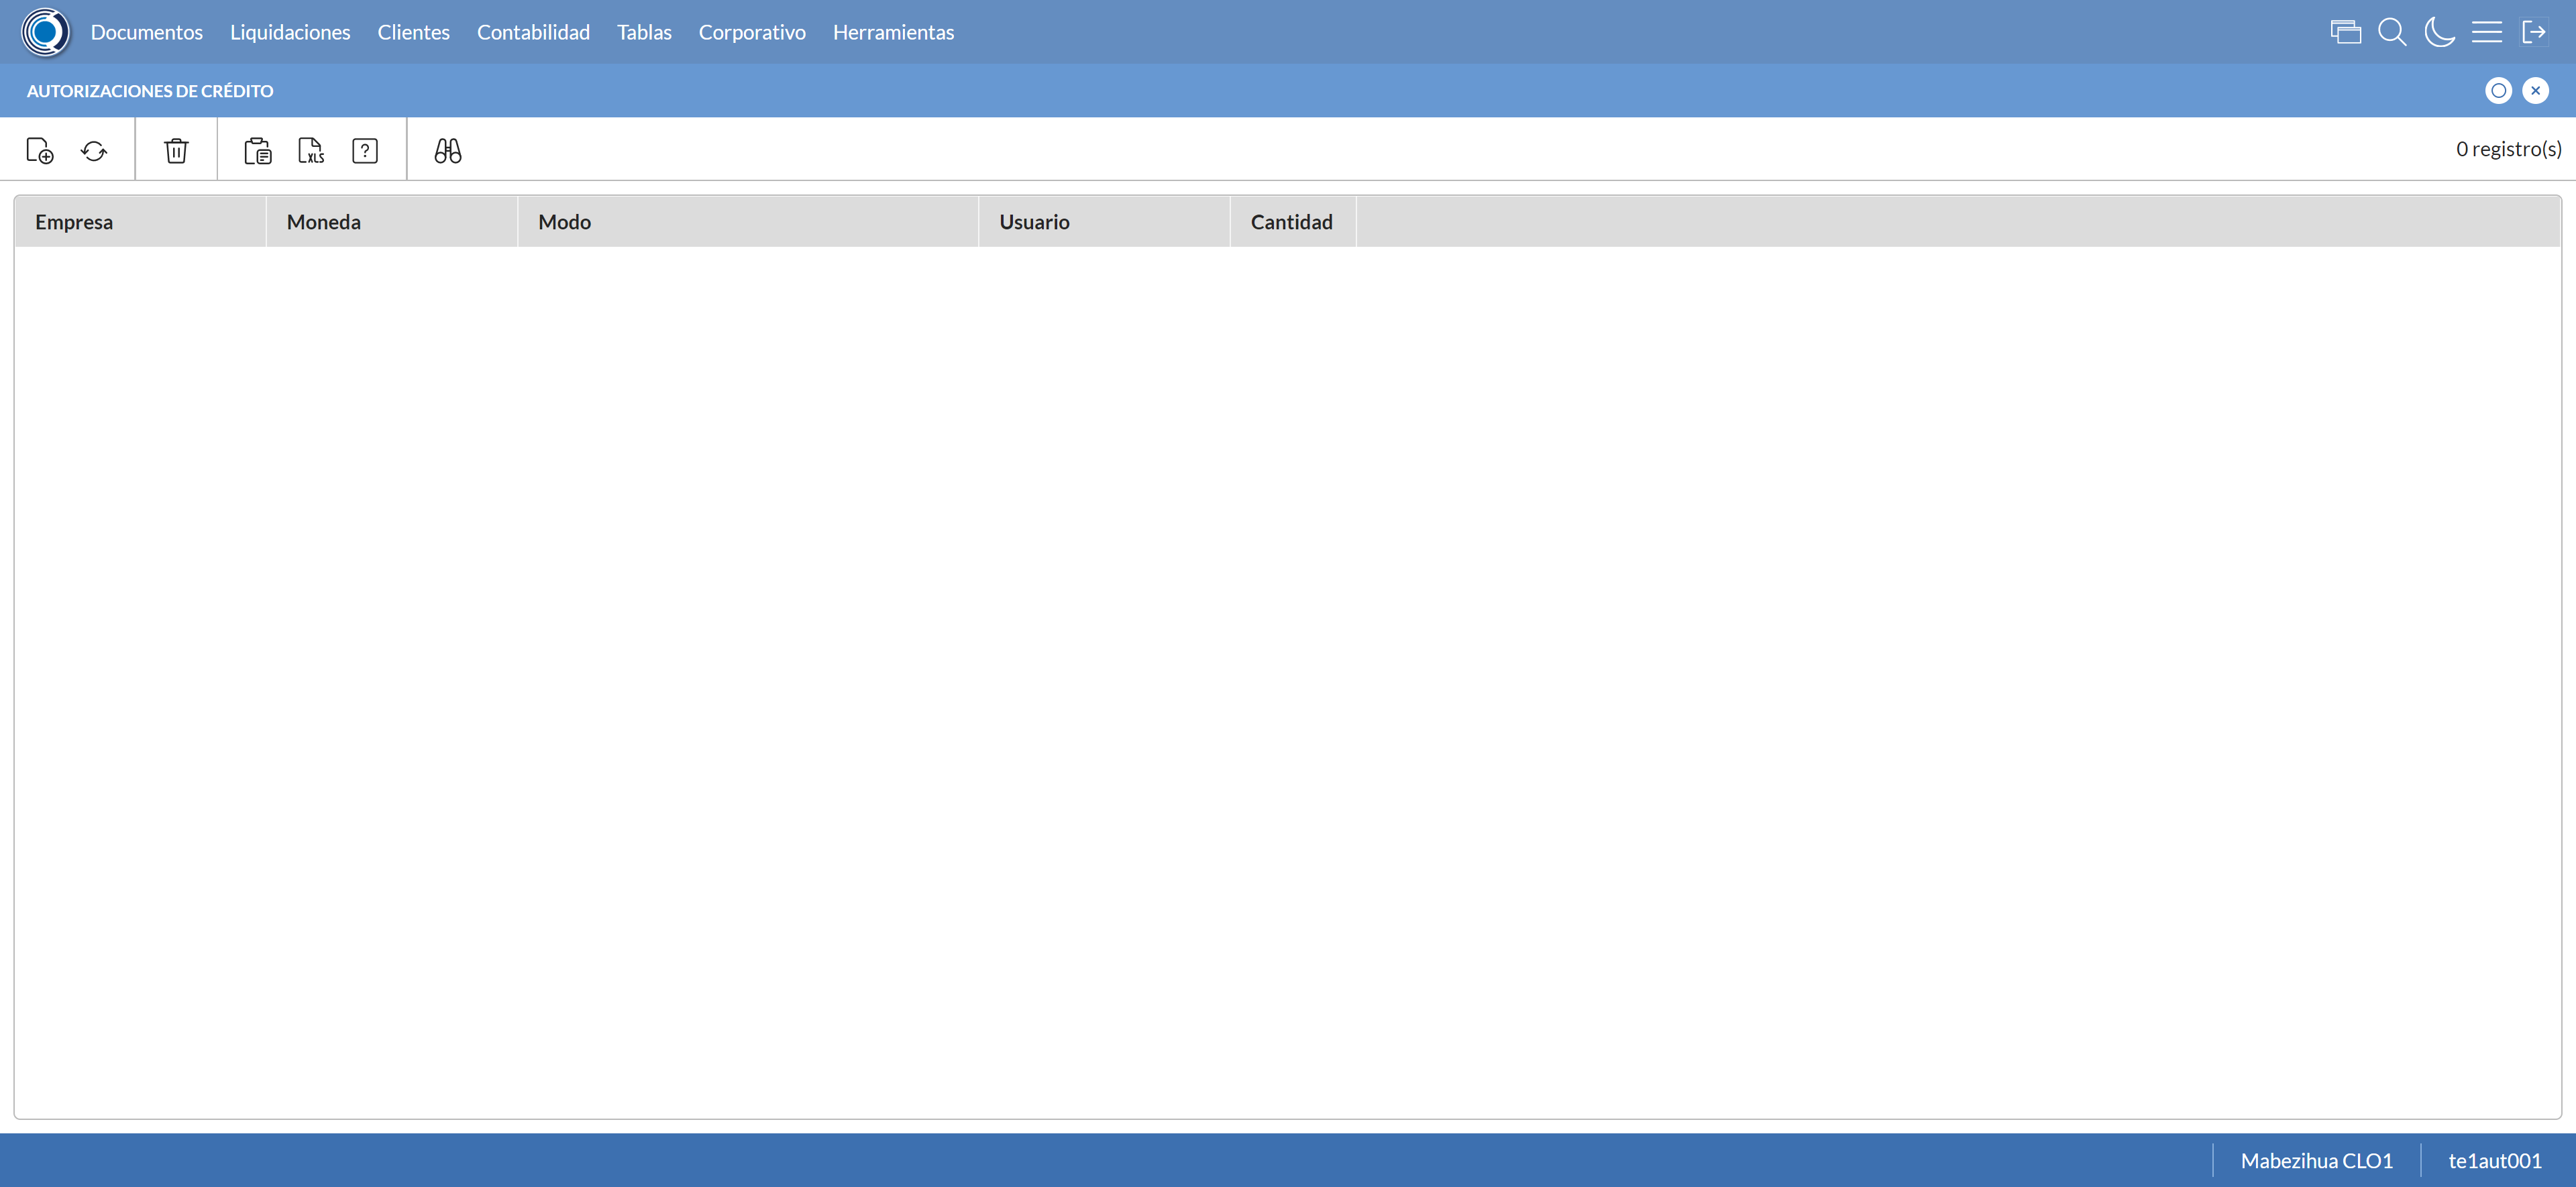 Documentos Liquidaciones Clientes Contabilidad Tablas Corporativo Herramientas
AUTORIZACIONES DE CRÉDITO
XLS ? 0 registro(s)
Empresa Moneda Modo Usuario Cantidad
Mabezihua CLO1 te1aut001